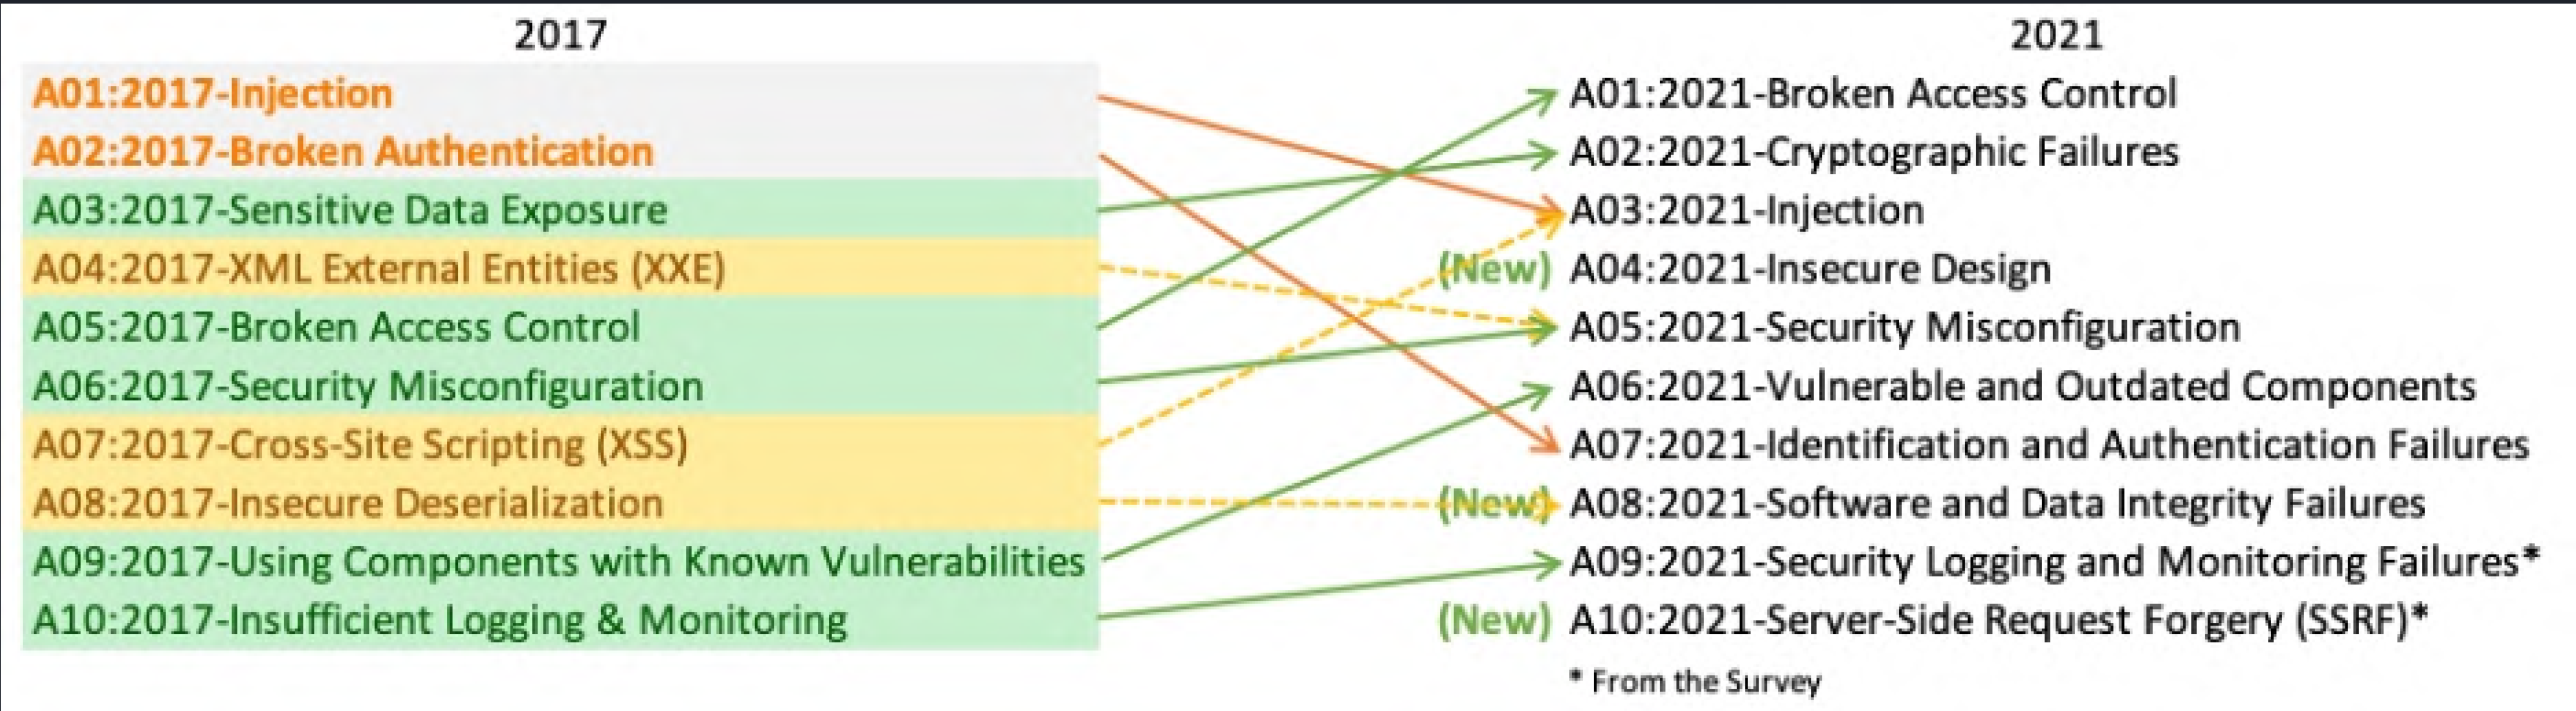 2017
A01:2017-Injection
A02:2017-Broken Authentication
A03:2017-Sensitive Data Exposure
A04:2017-XML External Entities (XXE)
A05:2017-Broken Access Control
A06:2017-Security Misconfiguration
A07:2017-Cross-Site Scripting (XSS)
A08:2017-Insecure Deserialization
A09:2017-Using Components with Known Vulnerabilities
A10:2017-Insufficient Logging & Monitoring
2021
A01:2021-Broken Access Control
A02:2021-Cryptographic Failures
A03:2021-Injection
(New) A04:2021-Insecure Design
A05:2021-Security Misconfiguration
A06:2021-Vulnerable and Outdated Components
A07:2021-Identification and Authentication Failures
(New) A08:2021-Software and Data Integrity Failures
A09:2021-Security Logging and Monitoring Failures*
(New) A10:2021-Server-Side Request Forgery (SSRF)*
* From the Survey